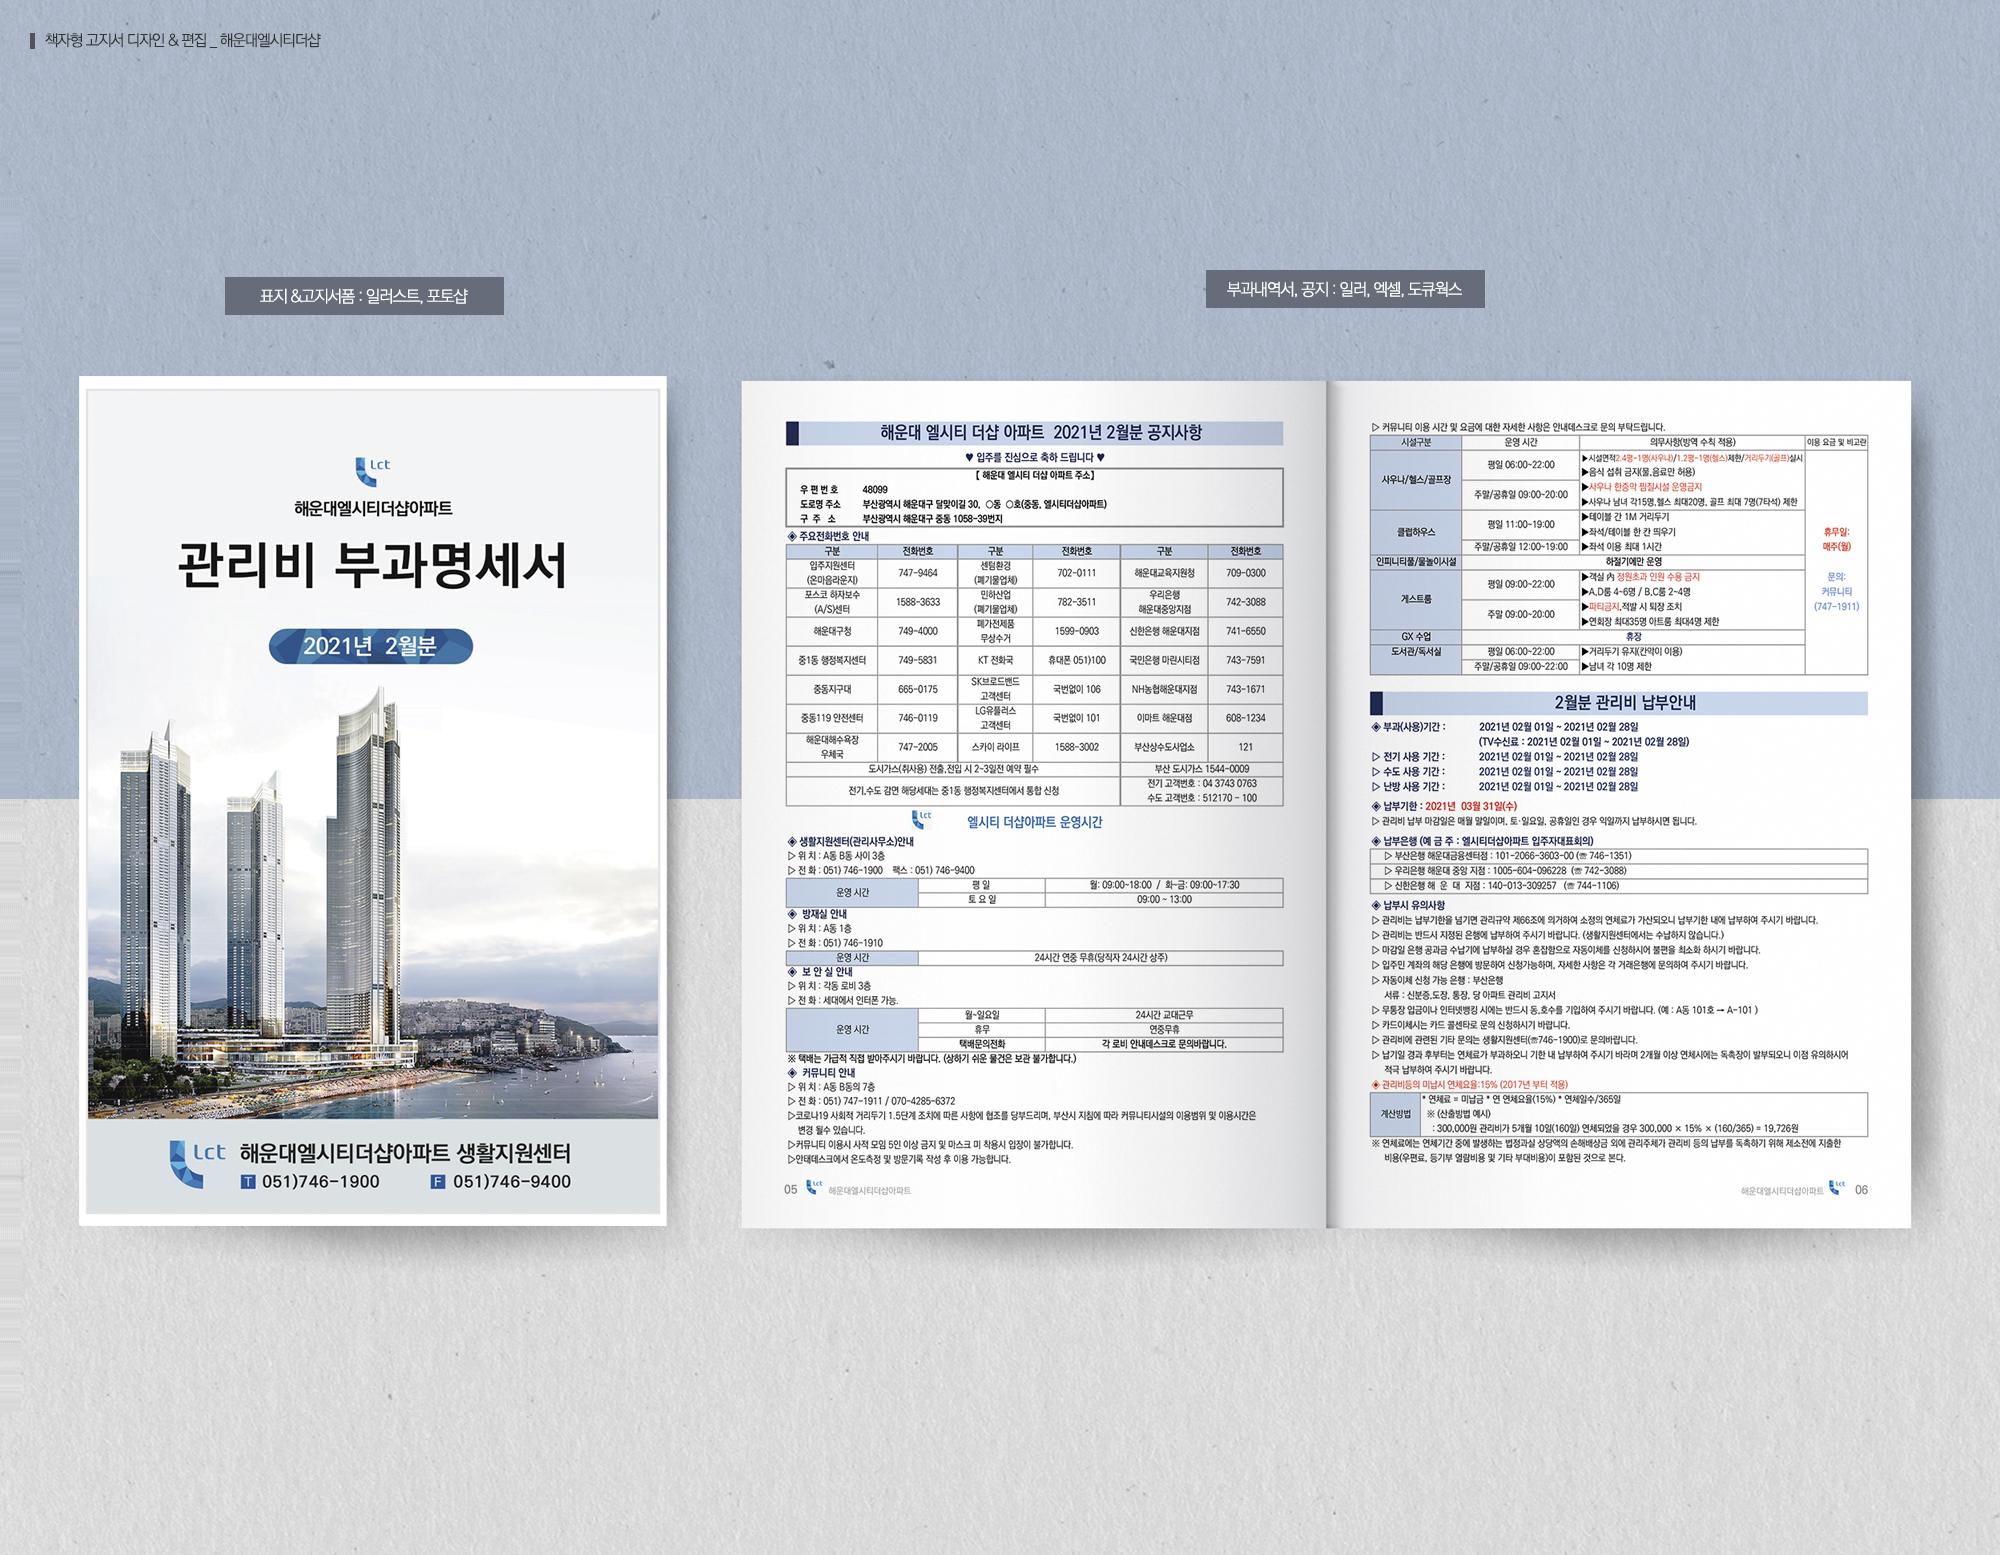 책자형 고지서 디자인 & 편집 _ 해운대엘시티더샵
표지 &고지서폼 : 일러스트, 포토샵
부과내역서, 공지 : 일러, 엑셀, 도큐웍스
Lct
해운대엘시티더샵아파트
관리비 부과명세서
2021년 2월분
Lct 해운대엘시티더샵아파트 생활지원센터
T 051)746-1900 F 051)746-9400
해운대 엘시티 더샵 아파트 2021년 2월분 공지사항
♥ 입주를 진심으로 축하 드립니다 ♥
【 해운대 엘시티 더샵 아파트 주소】
우 편 번 호 48099
도로명 주소 부산광역시 해운대구 달맞이길 30, ○동 ○호(중동, 엘시티더샵아파트)
구 주 소 부산광역시 해운대구 중동 1058-39번지
◈ 주요전화번호 안내
구분 전화번호 구분 전화번호 구분 전화번호
입주지원센터 (온마음라운지) 747-9464 센텀환경 (폐기물업체) 702-0111 해운대교육지원청 709-0300
포스코 하자보수 (A/S)센터 1588-3633 민하산업 (폐기물업체) 782-3511 우리은행 해운대중앙지점 742-3088
해운대구청 749-4000 폐가전제품 무상수거 1599-0903 신한은행 해운대지점 741-6550
중1동 행정복지센터 749-5831 KT 전화국 휴대폰 051)100 국민은행 마린시티점 743-7591
중동지구대 665-0175 SK브로드밴드 고객센터 국번없이 106 NH농협해운대지점 743-1671
중동119 안전센터 746-0119 LG유플러스 고객센터 국번없이 101 이마트 해운대점 608-1234
해운대해수욕장 우체국 747-2005 스카이 라이프 1588-3002 부산상수도사업소 121
도시가스(취사용) 전출,전입 시 2~3일전 예약 필수 부산 도시가스 1544-0009
전기,수도 감면 해당세대는 중1동 행정복지센터에서 통합 신청 전기 고객번호 : 04 3743 0763
수도 고객번호 : 512170 - 100
Lct 엘시티 더샵아파트 운영시간
◈ 생활지원센터(관리사무소)안내
▷ 위 치 : A동 B동 사이 3층
▷ 전 화 : 051) 746-1900 팩스 : 051) 746-9400
운영 시간 평 일 월: 09:00~18:00 / 화~금: 09:00~17:30
토 요 일 09:00 ~ 13:00
◈ 방재실 안내
▷ 위 치 : A동 1층
▷ 전 화 : 051) 746-1910
운영 시간 24시간 연중 무휴(당직자 24시간 상주)
◈ 보 안 실 안내
▷ 위 치 : 각동 로비 3층
▷ 전 화 : 세대에서 인터폰 가능.
운영 시간 월~일요일 24시간 교대근무
휴무 연중무휴
택배문의전화 각 로비 안내데스크로 문의바랍니다.
※ 택배는 가급적 직접 받아주시기 바랍니다. (상하기 쉬운 물건은 보관 불가합니다.)
◈ 커뮤니티 안내
▷ 위 치 : A동 B동의 7층
▷ 전 화 : 051) 747-1911 / 070-4285-6372
▷코로나19 사회적 거리두기 1.5단계 조치에 따른 사항에 협조를 당부드리며, 부산시 지침에 따라 커뮤니티시설의 이용범위 및 이용시간은
변경 될수 있습니다.
▷커뮤니티 이용시 사적 모임 5인 이상 금지 및 마스크 미 착용시 입장이 불가합니다.
▷안태데스크에서 온도측정 및 방문기록 작성 후 이용 가능합니다.
05 Lct 해운대엘시티더샵아파트
▷ 커뮤니티 이용 시간 및 요금에 대한 자세한 사항은 안내데스크로 문의 부탁드립니다.
시설구분 운영 시간 의무사항(방역 수칙 적용) 이용 요금 및 비고란
사우나/헬스/골프장 평일 06:00~22:00 ▶시설면적2.4평-1명(사우나)/1.2평-1명(헬스)제한/거리두기(골프)실시
▶음식 섭취 금지(물,음료만 허용)
주말/공휴일 09:00~20:00 ▶사우나 한증막 찜질시설 운영금지
▶사우나 남녀 각15명,헬스 최대20명, 골프 최대 7명(7타석) 제한
클럽하우스 평일 11:00~19:00 ▶테이블 간 1M 거리두기
▶좌석/테이블 한 칸 띄우기
주말/공휴일 12:00~19:00 ▶좌석 이용 최대 1시간
인피니티풀/물놀이시설 하절기에만 운영
게스트룸 평일 09:00~22:00 ▶객실 內 정원초과 인원 수용 금지
▶A,D룸 4~6명 / B,C룸 2~4명
주말 09:00~20:00 ▶파티금지,적발 시 퇴장 조치
▶연회장 최대35명 아트룸 최대4명 제한
GX 수업 휴장
도서관/독서실 평일 06:00~22:00 ▶거리두기 유지(칸막이 이용)
주말/공휴일 09:00~22:00 ▶남녀 각 10명 제한
휴무일:
매주(월)
문의:
커뮤니티
(747-1911)
2월분 관리비 납부안내
◈ 부과(사용)기간 : 2021년 02월 01일 ~ 2021년 02월 28일
(TV수신료 : 2021년 02월 01일 ~ 2021년 02월 28일)
▷ 전기 사용 기간 : 2021년 02월 01일 ~ 2021년 02월 28일
▷ 수도 사용 기간 : 2021년 02월 01일 ~ 2021년 02월 28일
▷ 난방 사용 기간 : 2021년 02월 01일 ~ 2021년 02월 28일
◈ 납부기한 : 2021년 03월 31일(수)
▷ 관리비 납부 마감일은 매월 말일이며, 토·일요일, 공휴일인 경우 익일까지 납부하시면 됩니다.
◈ 납부은행 (예 금 주 : 엘시티더샵아파트 입주자대표회의)
▷ 부산은행 해운대금융센터점 : 101-2066-3603-00 (☏ 746-1351)
▷ 우리은행 해운대 중앙 지점 : 1005-604-096228 (☏ 742-3088)
▷ 신한은행 해 운 대 지점 : 140-013-309257 (☏ 744-1106)
◈ 납부시 유의사항
▷ 관리비는 납부기한을 넘기면 관리규약 제66조에 의거하여 소정의 연체료가 가산되오니 납부기한 내에 납부하여 주시기 바랍니다.
▷ 관리비는 반드시 지정된 은행에 납부하여 주시기 바랍니다. (생활지원센터에서는 수납하지 않습니다.)
▷ 마감일 은행 공과금 수납기에 납부하실 경우 혼잡함으로 자동이체를 신청하시어 불편을 최소화 하시기 바랍니다.
▷ 입주민 계좌의 해당 은행에 방문하여 신청가능하며, 자세한 사항은 각 거래은행에 문의하여 주시기 바랍니다.
▷ 자동이체 신청 가능 은행 : 부산은행
서류 : 신분증,도장, 통장, 당 아파트 관리비 고지서
▷ 무통장 입금이나 인터넷뱅킹 시에는 반드시 동,호수를 기입하여 주시기 바랍니다. (예 : A동 101호 → A-101 )
▷ 카드이체시는 카드 콜센타로 문의 신청하시기 바랍니다.
▷ 관리비에 관련된 기타 문의는 생활지원센터(☏746-1900)로 문의바랍니다.
▷ 납기일 경과 후부터는 연체료가 부과하오니 기한 내 납부하여 주시기 바라며 2개월 이상 연체시에는 독촉장이 발부되오니 이점 유의하시어
적극 납부하여 주시기 바랍니다.
◈ 관리비등의 미납시 연체요율:15% (2017년 부터 적용)
계산방법 * 연체료 = 미납금 * 연 연체요율(15%) * 연체일수/365일
※ (산출방법 예시)
: 300,000원 관리비가 5개월 10일(160일) 연체되었을 경우 300,000 × 15% × (160/365) = 19,726원
※ 연체료에는 연체기간 중에 발생하는 법정과실 상당액의 손해배상금 외에 관리주체가 관리비 등의 납부를 독촉하기 위해 제소전에 지출한
비용(우편료, 등기부 열람비용 및 기타 부대비용)이 포함된 것으로 본다.
해운대엘시티더샵아파트 Lct 06